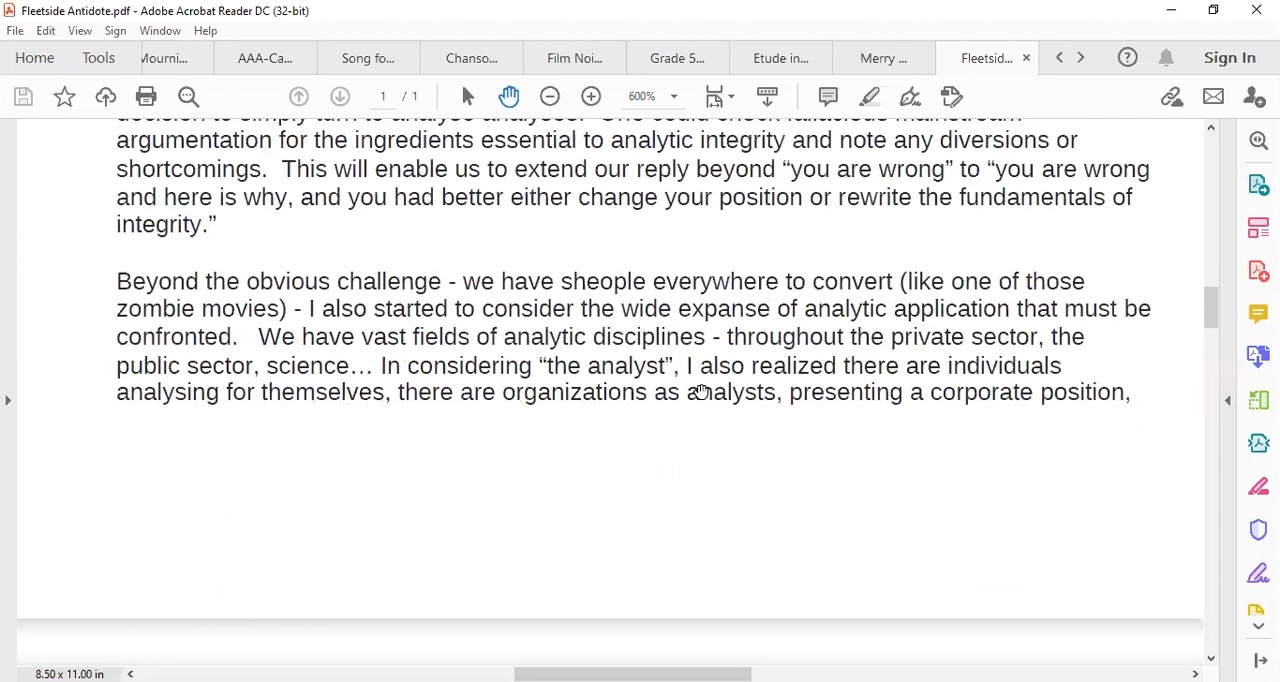 Fleetside Antidote.pdf - Adobe Acrobat Reader DC (32-bit)
File Edit View Sign Window Help
Home Tools Mourni... AAA-Ca... Song fo... Chanso... Film Noi... Grade 5... Etude in... Merry ... Fleetsid... × Sign In
1 / 1 600%
argumentation for the ingredients essential to analytic integrity and note any diversions or
shortcomings. This will enable us to extend our reply beyond “you are wrong” to “you are wrong
and here is why, and you had better either change your position or rewrite the fundamentals of
integrity.”
Beyond the obvious challenge - we have sheople everywhere to convert (like one of those
zombie movies) - I also started to consider the wide expanse of analytic application that must be
confronted. We have vast fields of analytic disciplines - throughout the private sector, the
public sector, science… In considering “the analyst”, I also realized there are individuals
analysing for themselves, there are organizations as analysts, presenting a corporate position,
8.50 x 11.00 in